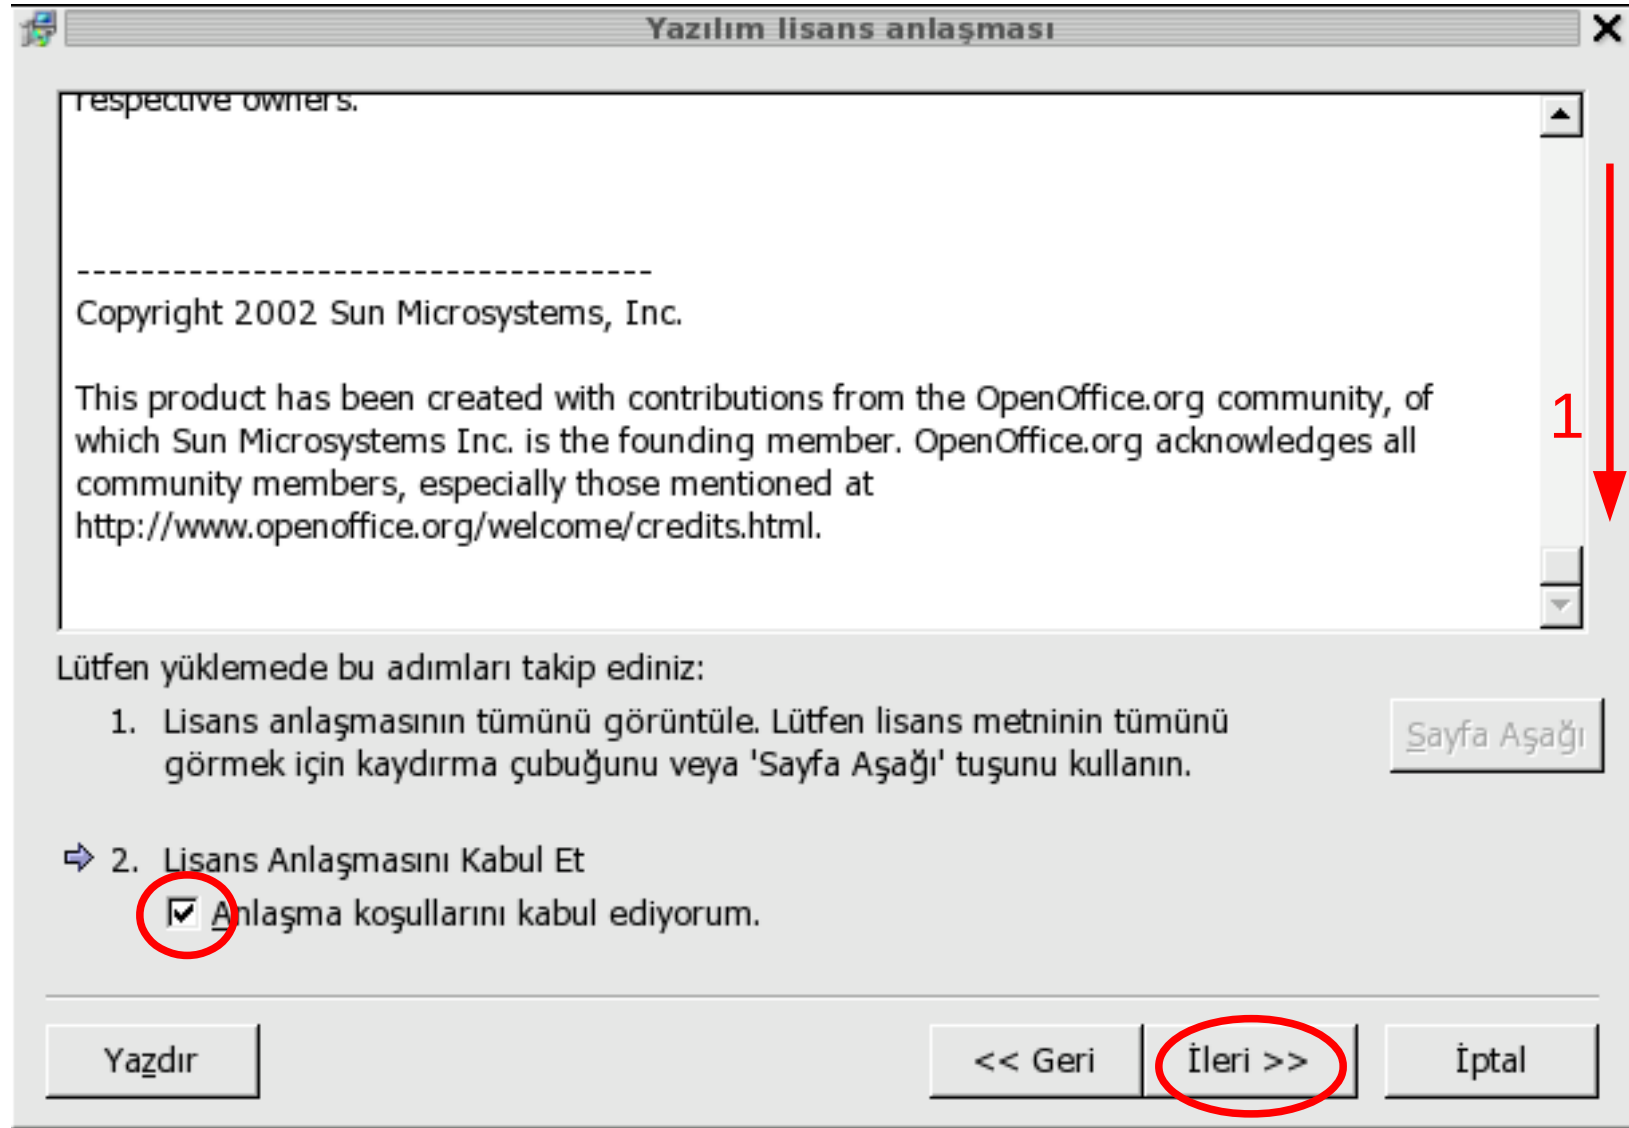 Yazılım lisans anlaşması
respective owners.
------------------------------------
Copyright 2002 Sun Microsystems, Inc.
This product has been created with contributions from the OpenOffice.org community, of
which Sun Microsystems Inc. is the founding member. OpenOffice.org acknowledges all
community members, especially those mentioned at
http://www.openoffice.org/welcome/credits.html.
1
Lütfen yüklemede bu adımları takip ediniz:
1. Lisans anlaşmasının tümünü görüntüle. Lütfen lisans metninin tümünü
görmek için kaydırma çubuğunu veya 'Sayfa Aşağı' tuşunu kullanın.
Sayfa Aşağı
2. Lisans Anlaşmasını Kabul Et
Anlaşma koşullarını kabul ediyorum.
Yazdır
<< Geri
İleri >>
İptal